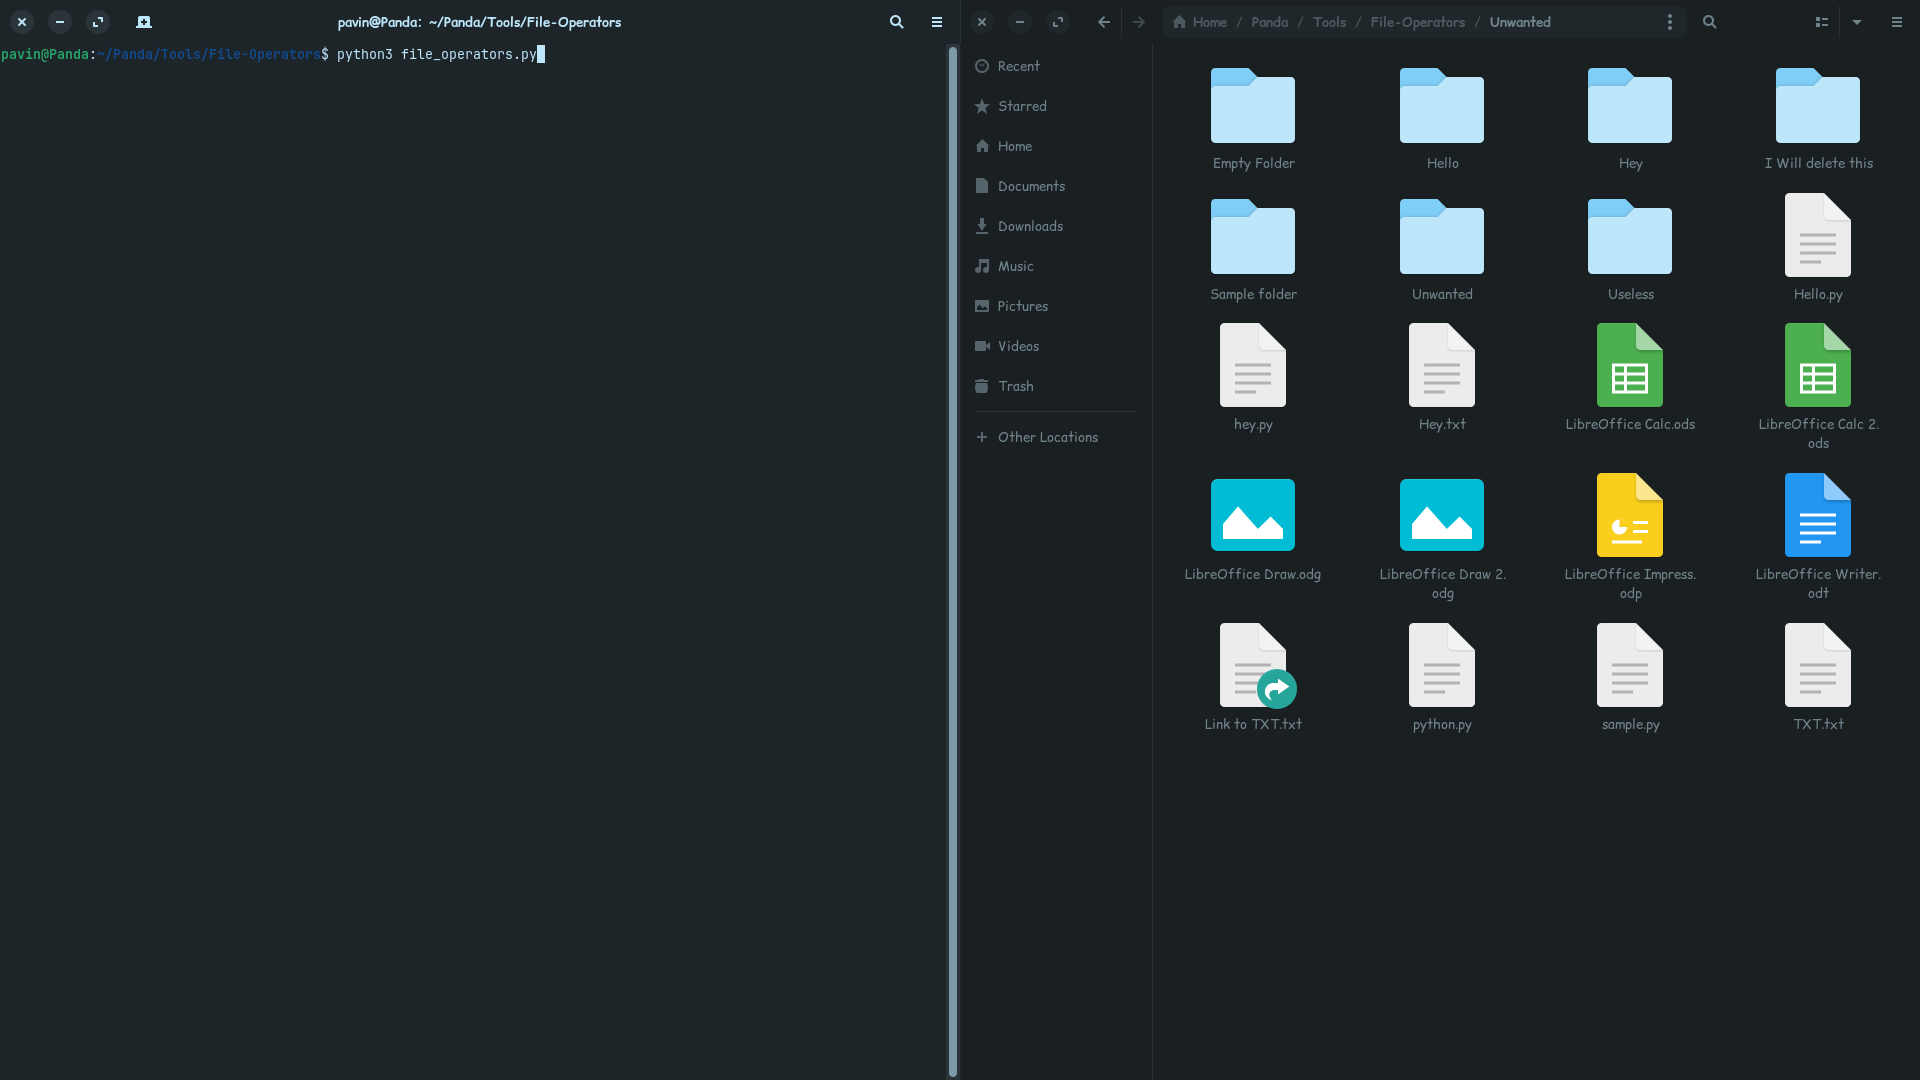 pavin@Panda: ~/Panda/Tools/File-Operators
pavin@Panda:~/Panda/Tools/File-Operators$ python3 file_operators.py
Home / Panda / Tools / File-Operators / Unwanted
Recent
Starred
Home
Documents
Downloads
Music
Pictures
Videos
Trash
Other Locations
Empty Folder
Hello
Hey
I Will delete this
Sample folder
Unwanted
Useless
Hello.py
hey.py
Hey.txt
LibreOffice Calc.ods
LibreOffice Calc 2.
ods
LibreOffice Draw.odg
LibreOffice Draw 2.
odg
LibreOffice Impress.
odp
LibreOffice Writer.
odt
Link to TXT.txt
python.py
sample.py
TXT.txt